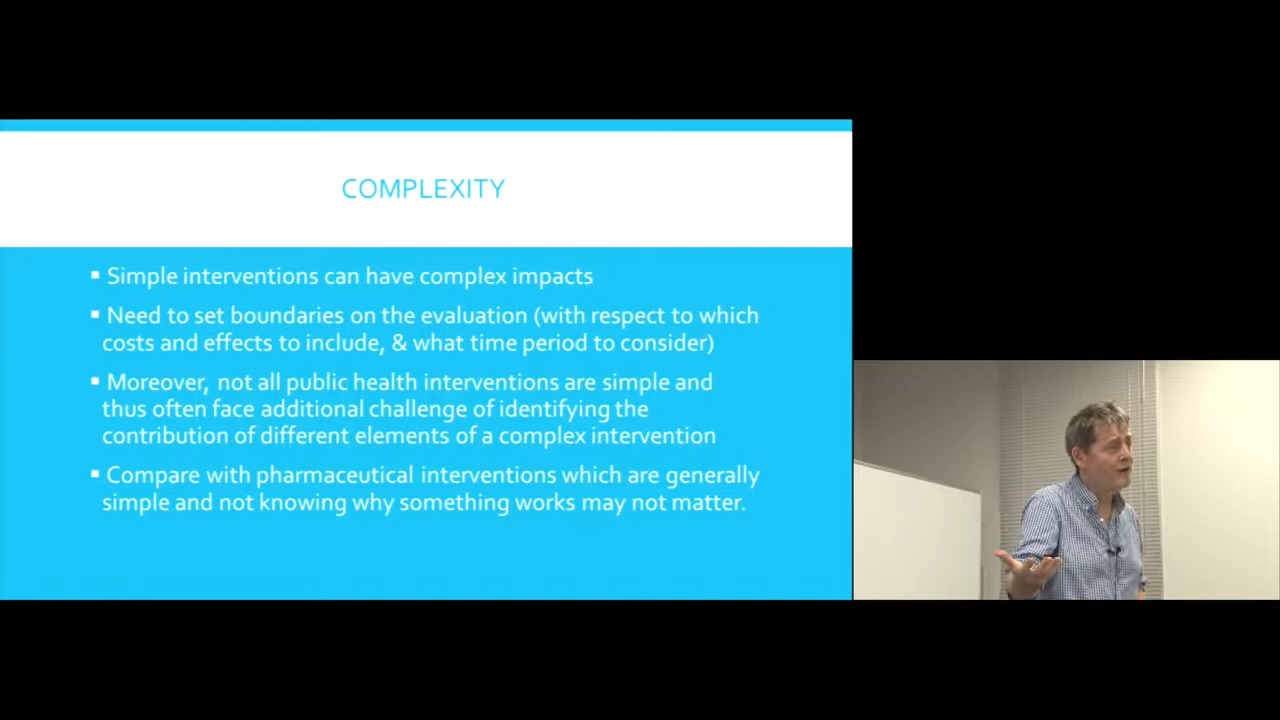 COMPLEXITY
▪ Simple interventions can have complex impacts
▪ Need to set boundaries on the evaluation (with respect to which
costs and effects to include, & what time period to consider)
▪ Moreover, not all public health interventions are simple and
thus often face additional challenge of identifying the
contribution of different elements of a complex intervention
▪ Compare with pharmaceutical interventions which are generally
simple and not knowing why something works may not matter.